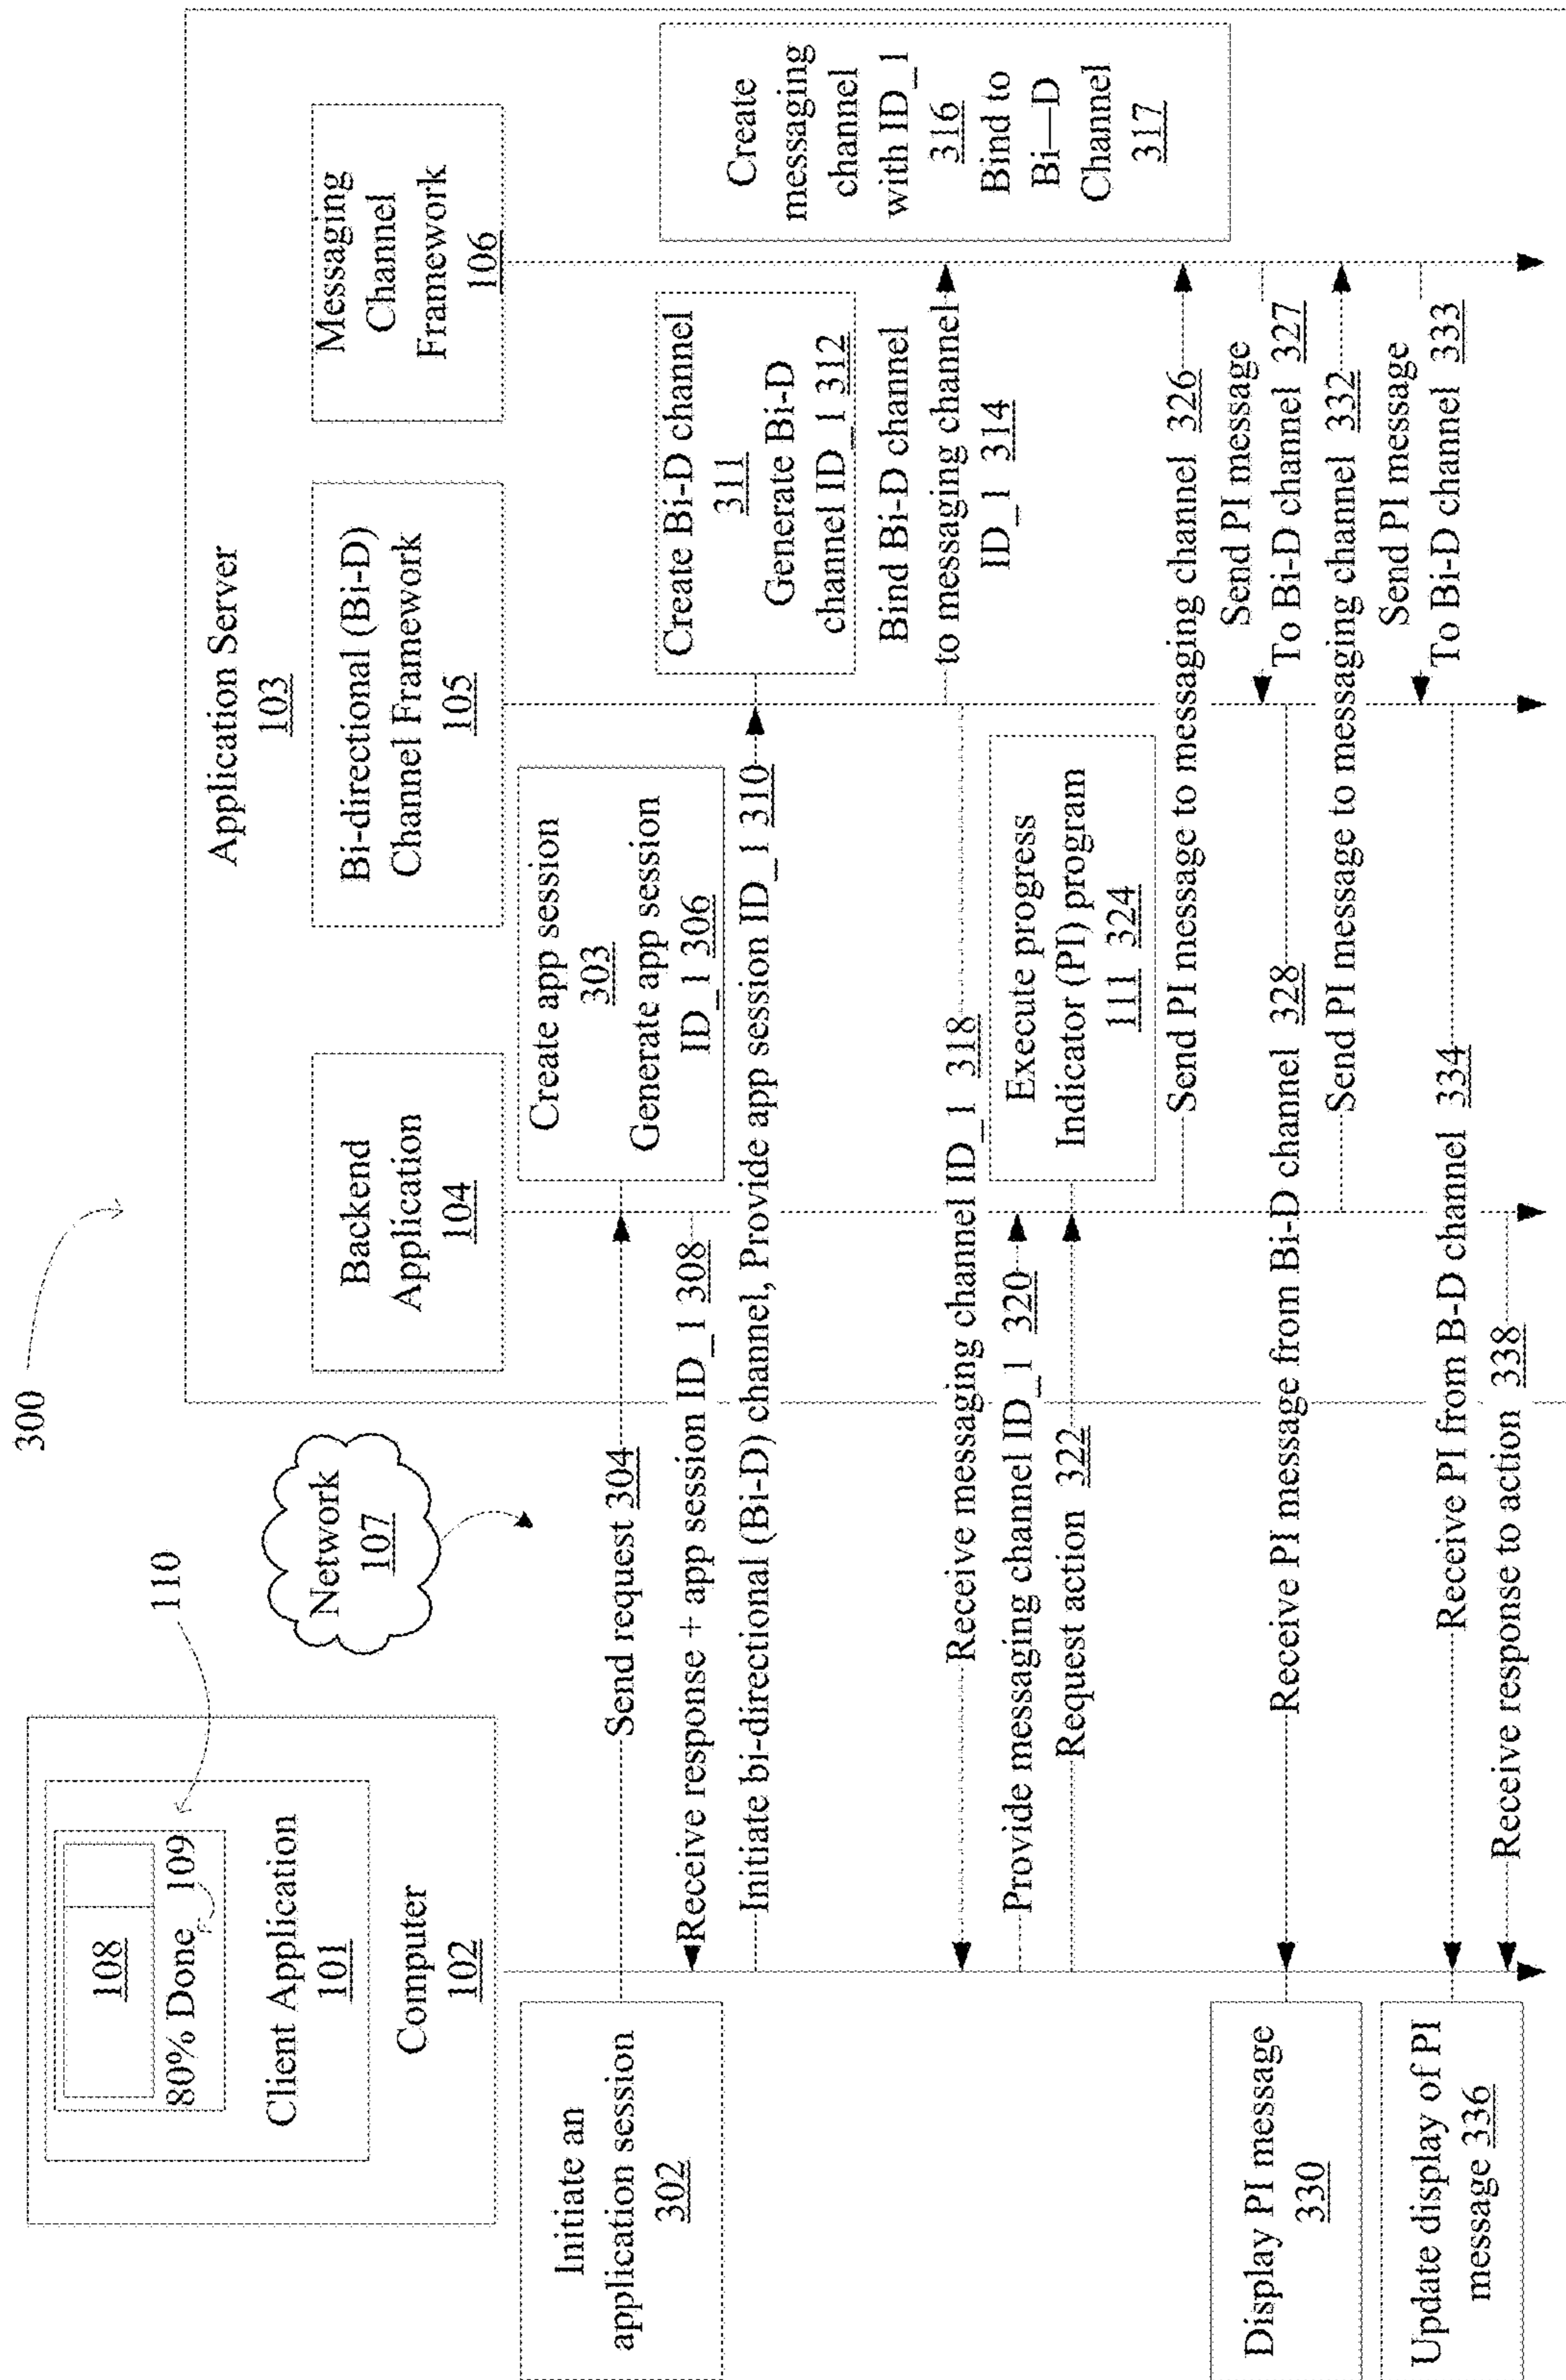 300
108
80% Done 109
110
Client Application
101
Computer
102
Network
107
Application Server
103
Backend
Application
104
Bi-directional (Bi-D)
Channel Framework
105
Messaging
Channel
Framework
106
Initiate an
application session
302
Send request 304
Create app session
303
Generate app session
ID_1 306
Receive response + app session ID_1 308
Initiate bi-directional (Bi-D) channel, Provide app session ID_1 310
Create Bi-D channel
311
Generate Bi-D
channel ID_1 312
Bind Bi-D channel
to messaging channel
ID_1 314
Create
messaging
channel
with ID_1
316
Bind to
Bi—D
Channel
317
Receive messaging channel ID_1 318
Provide messaging channel ID_1 320
Request action 322
Execute progress
Indicator (PI) program
111 324
Send PI message to messaging channel 326
Send PI message
To Bi-D channel 327
Receive PI message from Bi-D channel 328
Display PI message
330
Send PI message to messaging channel 332
Send PI message
To Bi-D channel 333
Receive PI from B-D channel 334
Update display of PI
message 336
Receive response to action 338